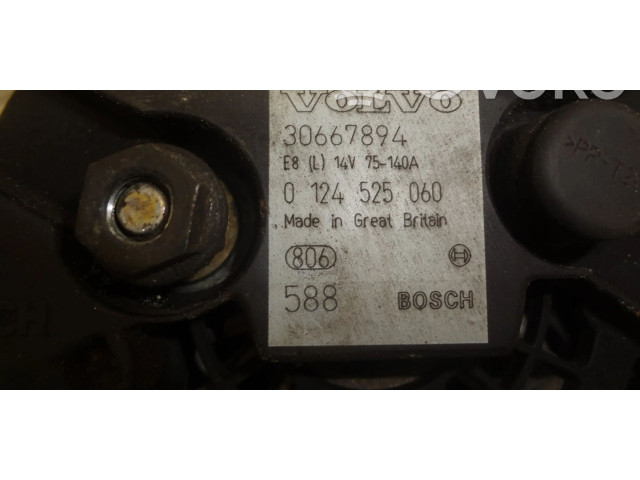 VOLVO
30667894
E8 (L) 14V 75-140A
0 124 525 060
Made in Great Britain
806
588 BOSCH